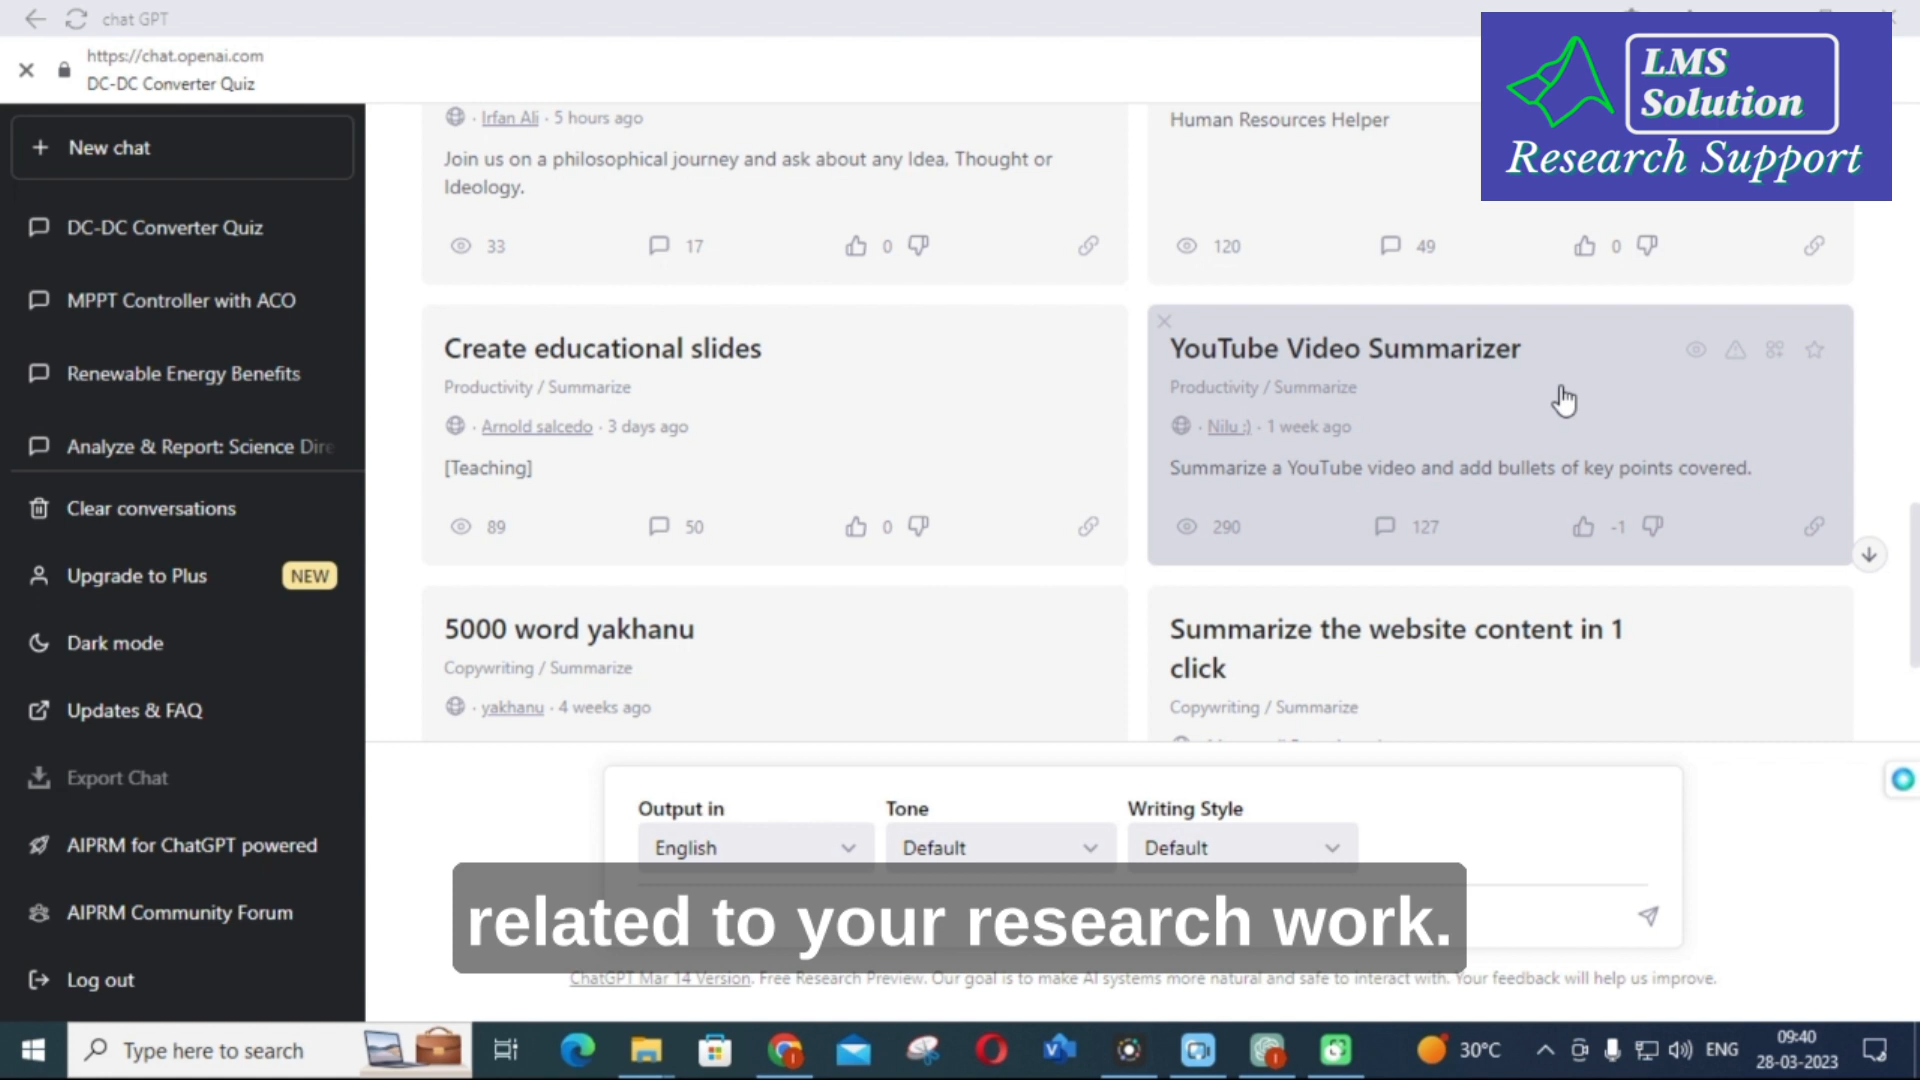 chat GPT
https://chat.openai.com
DC-DC Converter Quiz
LMS
Solution
Research Support
New chat
DC-DC Converter Quiz
MPPT Controller with ACO
Renewable Energy Benefits
Analyze & Report: Science Dire
Clear conversations
Upgrade to Plus NEW
Dark mode
Updates & FAQ
Export Chat
AIPRM for ChatGPT powered
AIPRM Community Forum
Log out
· Irfan Ali · 5 hours ago
Join us on a philosophical journey and ask about any Idea, Thought or
Ideology.
33 17 0
Human Resources Helper
120 49 0
Create educational slides
Productivity / Summarize
· Arnold salcedo · 3 days ago
[Teaching]
89 50 0
YouTube Video Summarizer
Productivity / Summarize
· Nilu :) · 1 week ago
Summarize a YouTube video and add bullets of key points covered.
290 127 -1
5000 word yakhanu
Copywriting / Summarize
· yakhanu · 4 weeks ago
Summarize the website content in 1
click
Copywriting / Summarize
Output in Tone Writing Style
English Default Default
related to your research work.
ChatGPT Mar 14 Version. Free Research Preview. Our goal is to make AI systems more natural and safe to interact with. Your feedback will help us improve.
Type here to search
30°C
ENG
09:40
28-03-2023